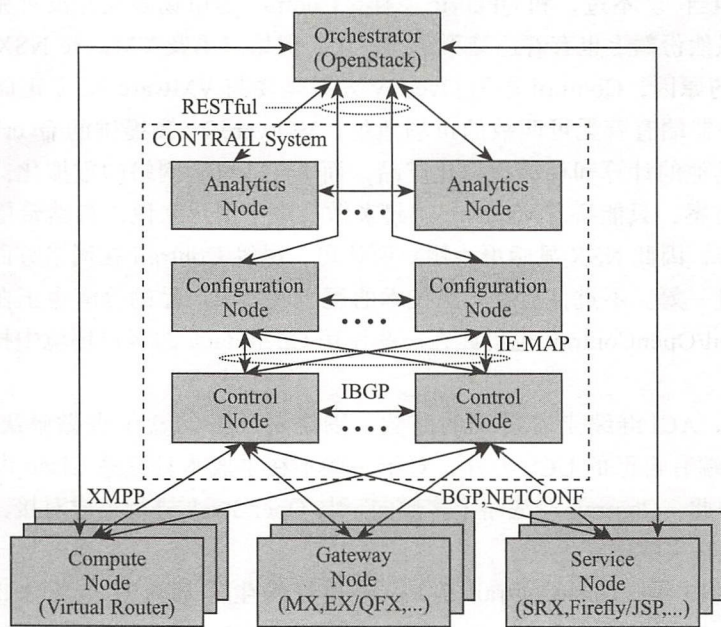 Orchestrator
(OpenStack)
RESTful
CONTRAIL System
Analytics
Node
Analytics
Node
Configuration
Node
Configuration
Node
IF-MAP
Control
Node
IBGP
Control
Node
XMPP
BGP,NETCONF
Compute
Node
(Virtual Router)
Gateway
Node
(MX,EX/QFX,...)
Service
Node
(SRX,Firefly/JSP,...)